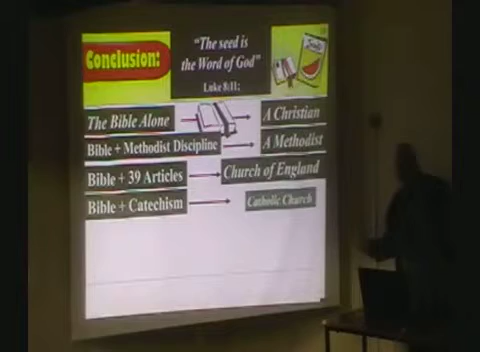 Conclusion:
"The seed is
the Word of God"
Luke 8:11;
The Bible Alone
A Christian
Bible + Methodist Discipline
A Methodist
Bible + 39 Articles
Church of England
Bible + Catechism
Catholic Church